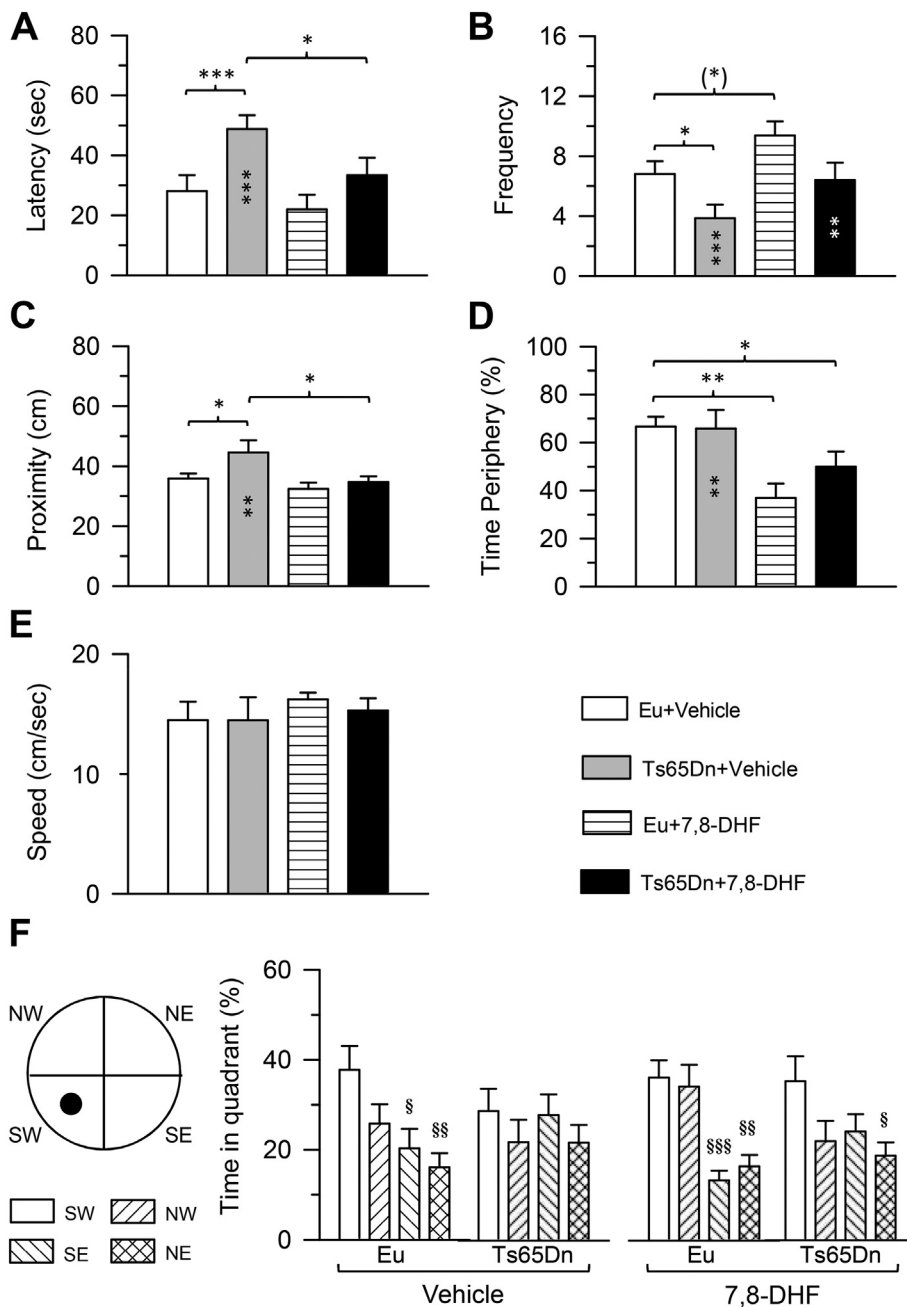 A
Latency (sec)
80
60
40
20
0
***
*
***
B
Frequency
16
12
8
4
0
(*)
*
***
**
C
Proximity (cm)
80
60
40
20
0
*
*
**
D
Time Periphery (%)
100
80
60
40
20
0
*
**
**
E
Speed (cm/sec)
20
10
0
Eu+Vehicle
Ts65Dn+Vehicle
Eu+7,8-DHF
Ts65Dn+7,8-DHF
F
NW
NE
SW
SE
SW
NW
SE
NE
Time in quadrant (%)
60
40
20
0
§
§§
§§§
§§
§
Eu
Ts65Dn
Eu
Ts65Dn
Vehicle
7,8-DHF